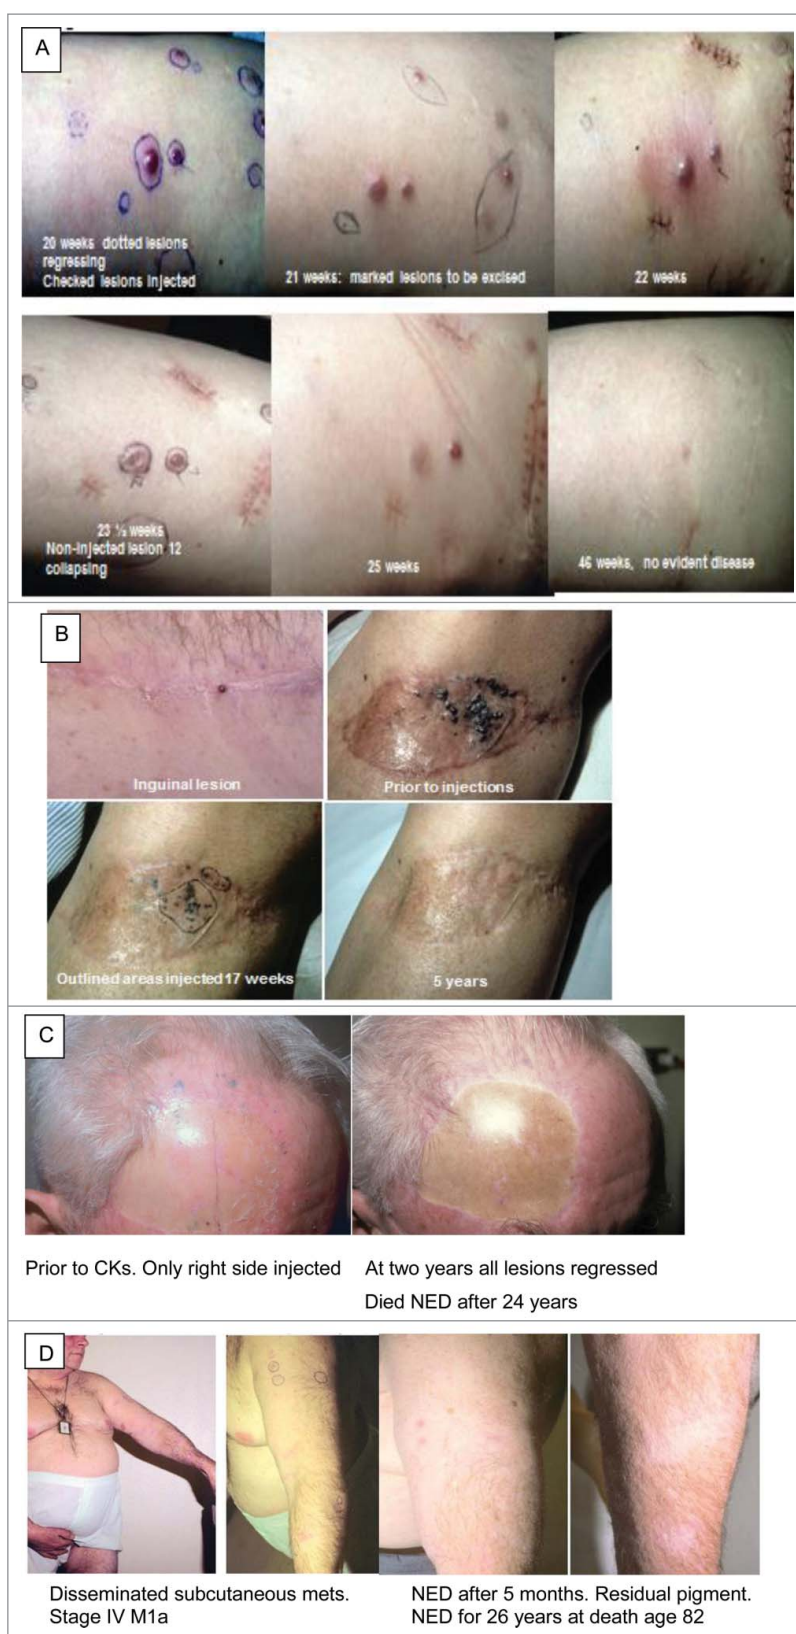 A
20 weeks dotted lesions
regressing
Checked lesions injected
21 weeks: marked lesions to be excised
22 weeks
23 ½ weeks
Non-injected lesion 12
collapsing
25 weeks
46 weeks, no evident disease
B
Inguinal lesion
Prior to injections
Outlined areas injected 17 weeks
5 years
C
Prior to CKs. Only right side injected
At two years all lesions regressed
Died NED after 24 years
D
Disseminated subcutaneous mets.
Stage IV M1a
NED after 5 months. Residual pigment.
NED for 26 years at death age 82